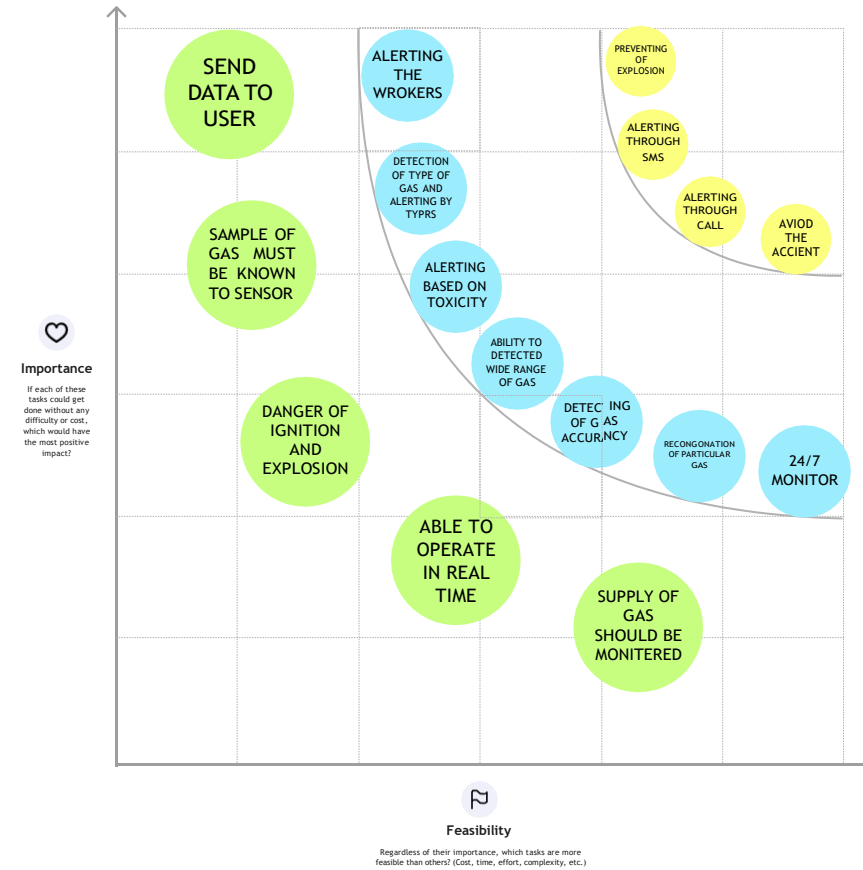 SEND
DATA TO
USER
ALERTING
THE
WROKERS
PREVENTING
OF
EXPLOSION
ALERTING
THROUGH
SMS
DETECTION
OF TYPE OF
GAS AND
ALERTING BY
TYPRS
ALERTING
THROUGH
CALL
AVIOD
THE
ACCIENT
SAMPLE OF
GAS MUST
BE KNOWN
TO SENSOR
ALERTING
BASED ON
TOXICITY
ABILITY TO
DETECTED
WIDE RANGE
OF GAS
Importance
If each of these
tasks could get
done without any
difficulty or cost,
which would have
the most positive
impact?
DANGER OF
IGNITION
AND
EXPLOSION
DETECTING
OF GAS
ACCURANCY
RECONGONATION
OF PARTICULAR
GAS
24/7
MONITOR
ABLE TO
OPERATE
IN REAL
TIME
SUPPLY OF
GAS
SHOULD BE
MONITERED
Feasibility
Regardless of their importance, which tasks are more
feasible than others? (Cost, time, effort, complexity, etc.)